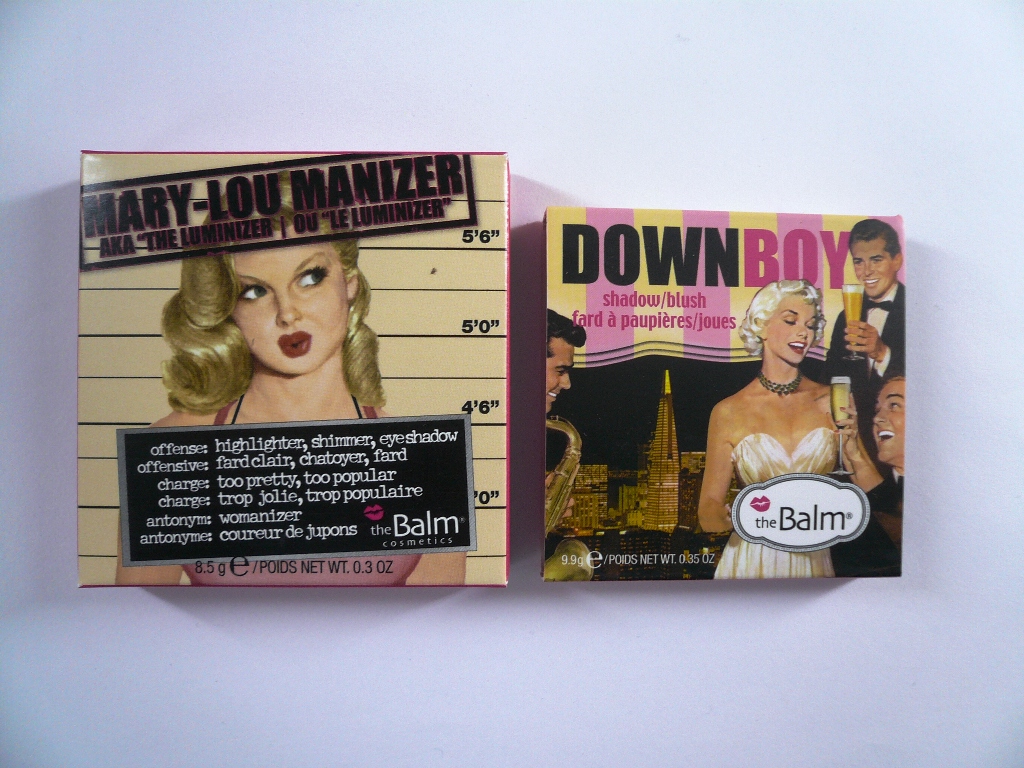 MARY-LOU MANIZER
AKA "THE LUMINIZER | OU "LE LUMINIZER"
5'6”
5'0”
4'6”
'0”
offense: highlighter, shimmer, eyeshadow
offensive: fard clair, chatoyer, fard
charge: too pretty, too popular
charge: trop jolie, trop populaire
antonym: womanizer
antonyme: coureur de jupons
theBalm®
cosmetics
8.5 g e /POIDS NET WT. 0.3 OZ
DOWNBOY
shadow/blush
fard à paupières/joues
theBalm®
9.9g e /POIDS NET WT. 0.35 OZ